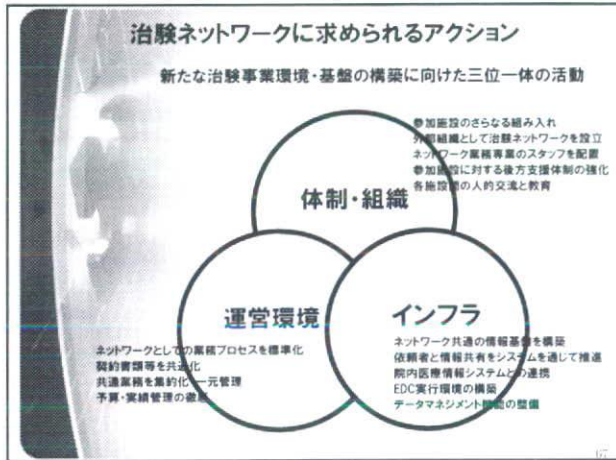 治験ネットワークに求められるアクション
新たな治験事業環境・基盤の構築に向けた三位一体の活動
参加施設のさらなる組み入れ
外部組織として治験ネットワークを設立
ネットワーク業務専業のスタッフを配置
参加施設に対する後方支援体制の強化
各施設間の人的交流と教育
体制・組織
運営環境
ネットワークとしての業務プロセスを標準化
契約書類等を共通化
共通業務を集約化 一元管理
予算・実績管理の徹底
インフラ
ネットワーク共通の情報基盤を構築
依頼者と情報共有をシステムを通じて推進
院内医療情報システムとの連携
EDC実行環境の構築
データマネジメント機能の整備
67